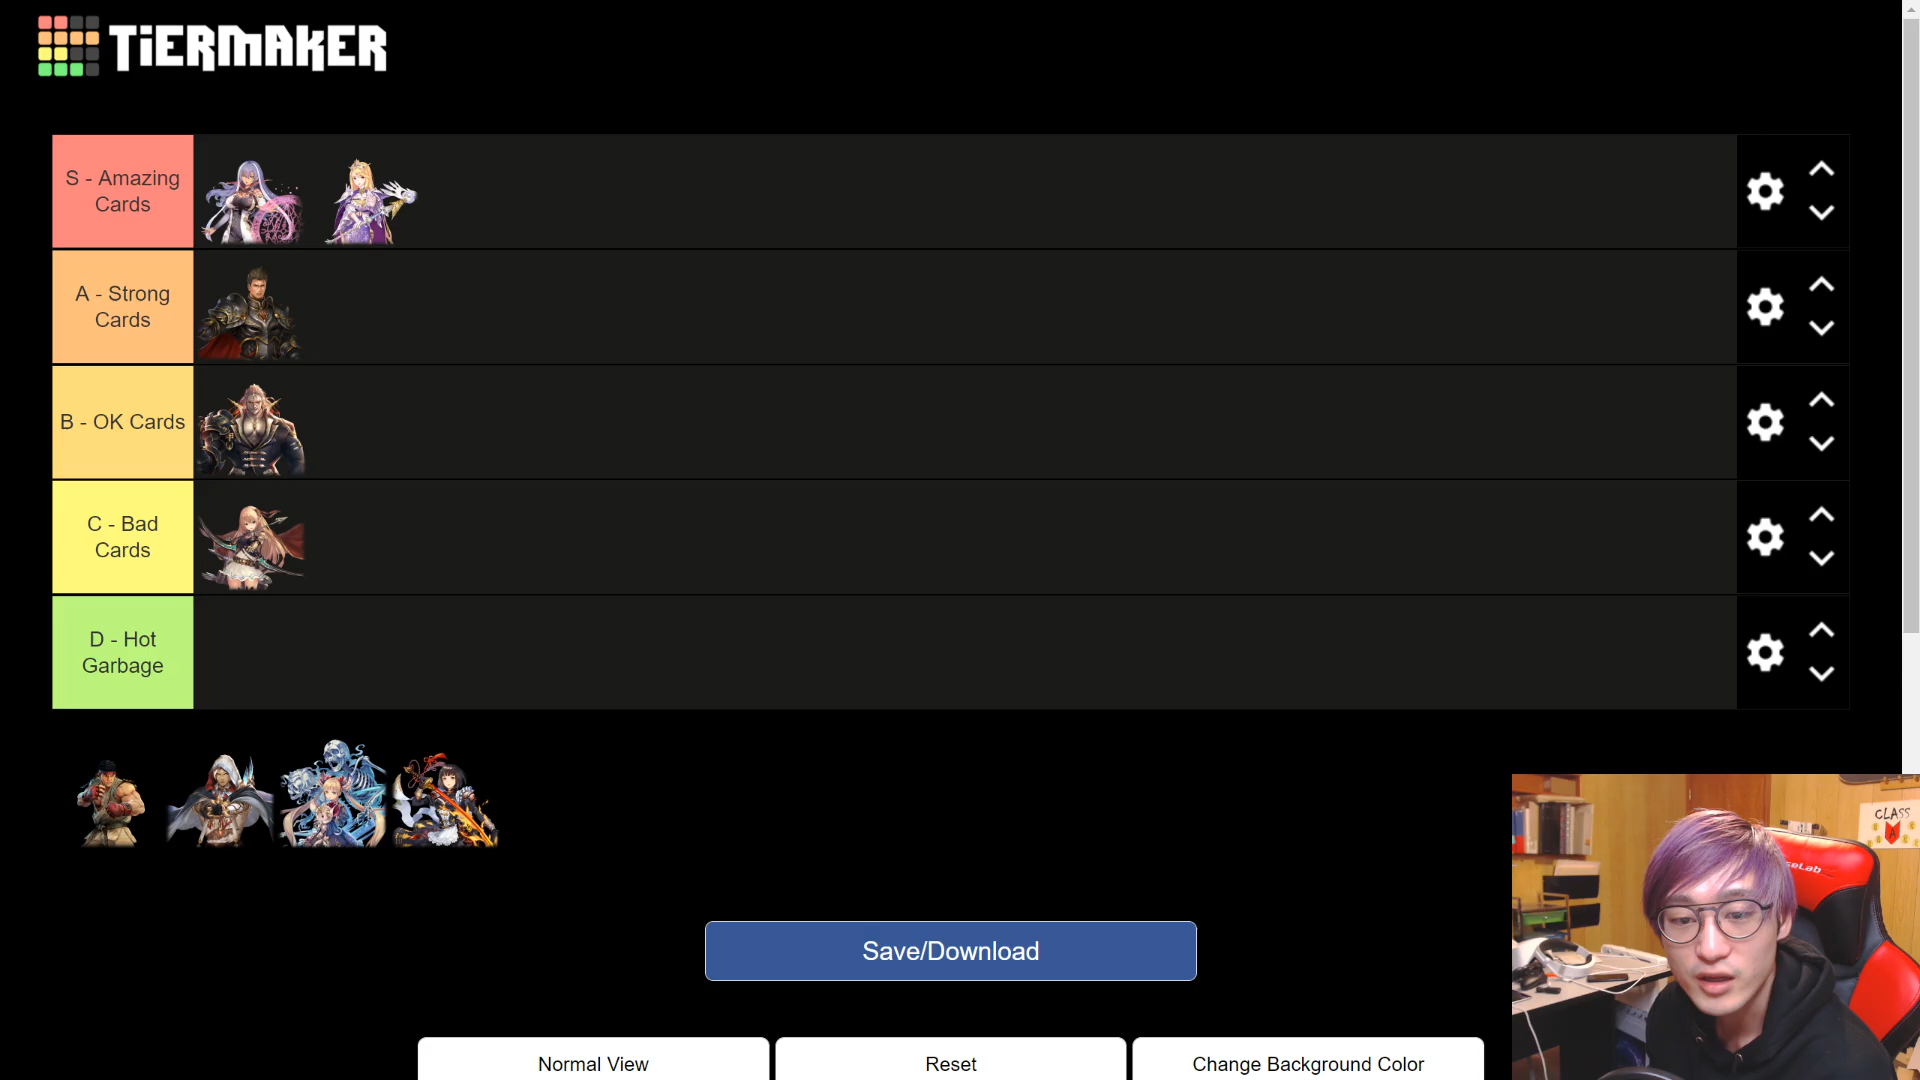 TiERMAKER
S - Amazing
Cards
A - Strong
Cards
B - OK Cards
C - Bad
Cards
D - Hot
Garbage
CLASS
A
Save/Download
Normal View
Reset
Change Background Color